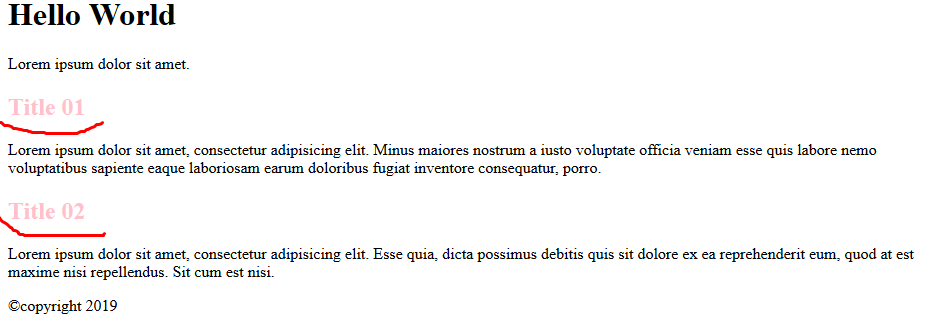 Hello World
Lorem ipsum dolor sit amet.
Title 01
Lorem ipsum dolor sit amet, consectetur adipisicing elit. Minus maiores nostrum a iusto voluptate officia veniam esse quis labore nemo
voluptatibus sapiente eaque laboriosam earum doloribus fugiat inventore consequatur, porro.
Title 02
Lorem ipsum dolor sit amet, consectetur adipisicing elit. Esse quia, dicta possimus debitis quis sit dolore ex ea reprehenderit eum, quod at est
maxime nisi repellendus. Sit cum est nisi.
©copyright 2019